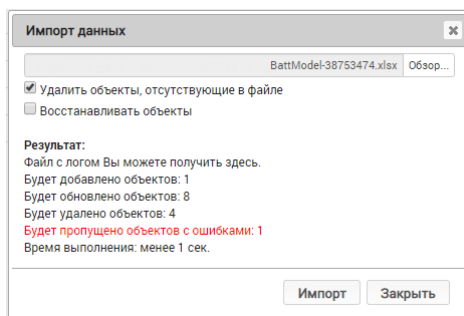 Импорт данных
BattModel-38753474.xlsx Обзор...
Удалить объекты, отсутствующие в файле
Восстанавливать объекты
Результат:
Файл с логом Вы можете получить здесь.
Будет добавлено объектов: 1
Будет обновлено объектов: 8
Будет удалено объектов: 4
Будет пропущено объектов с ошибками: 1
Время выполнения: менее 1 сек.
Импорт Закрыть